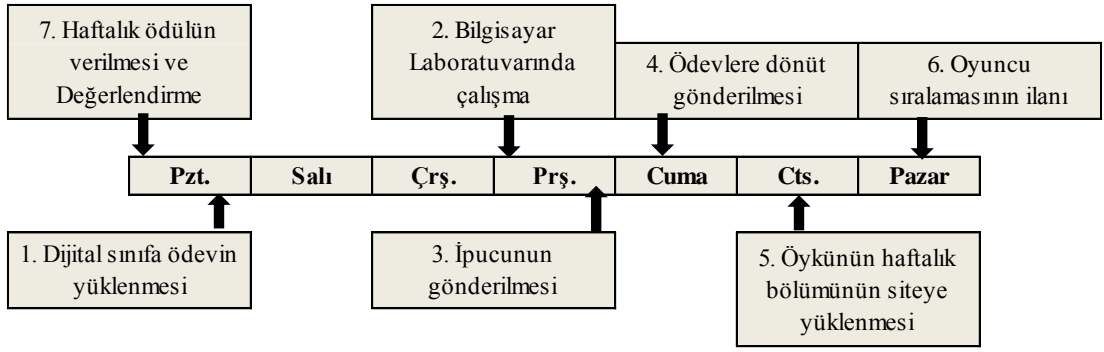 7. Haftalık ödülün
verilmesi ve
Değerlendirme
2. Bilgisayar
Laboratuvarında
çalışma
4. Ödevlere dönüt
gönderilmesi
6. Oyuncu
sıralamasının ilanı
Pzt. Salı Çrş. Prş. Cuma Cts. Pazar
1. Dijital sınıfa ödevin
yüklenmesi
3. İpucunun
gönderilmesi
5. Öykünün haftalık
bölümünün siteye
yüklenmesi